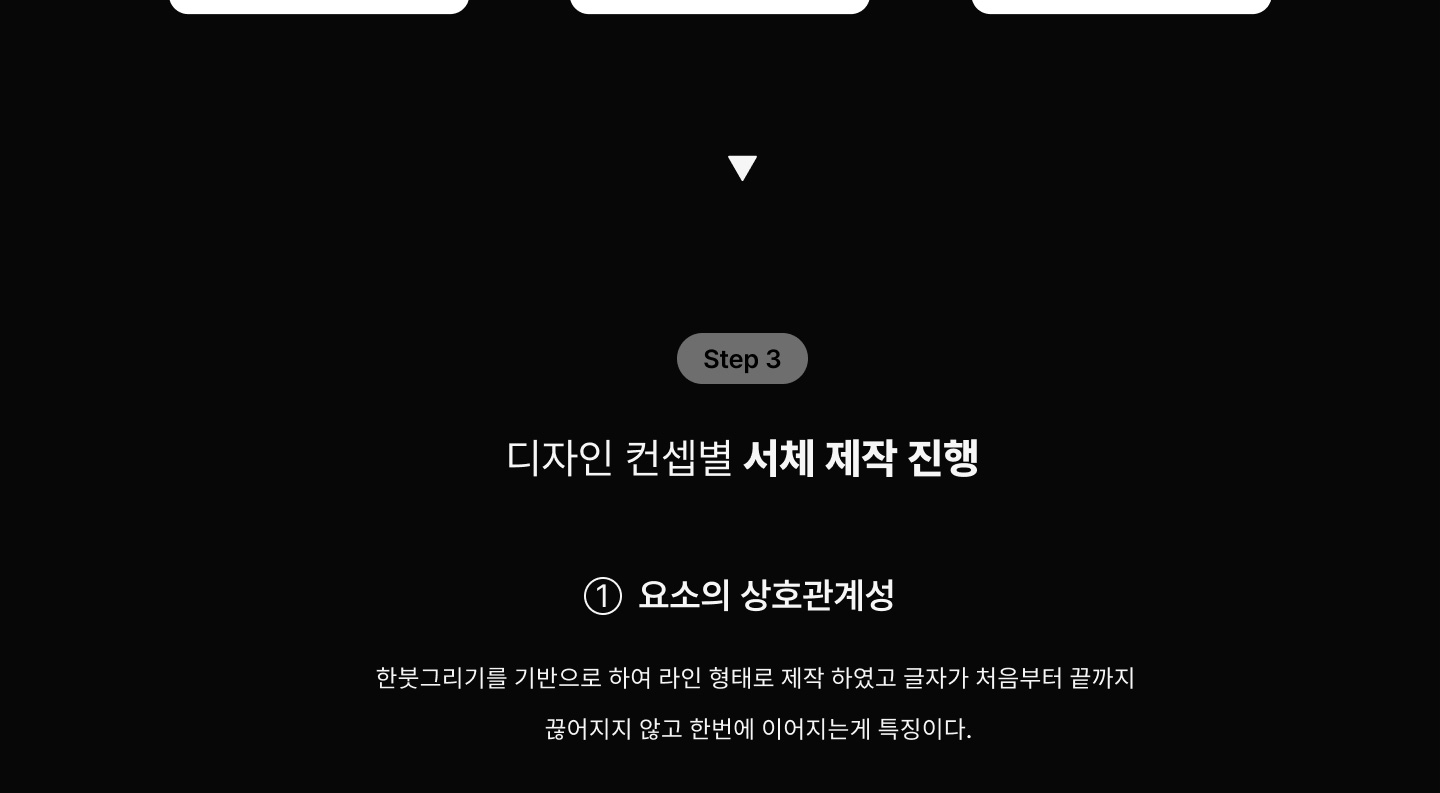 Step 3
디자인 컨셉별 서체 제작 진행
① 요소의 상호관계성
한붓그리기를 기반으로 하여 라인 형태로 제작 하였고 글자가 처음부터 끝까지
끊어지지 않고 한번에 이어지는게 특징이다.